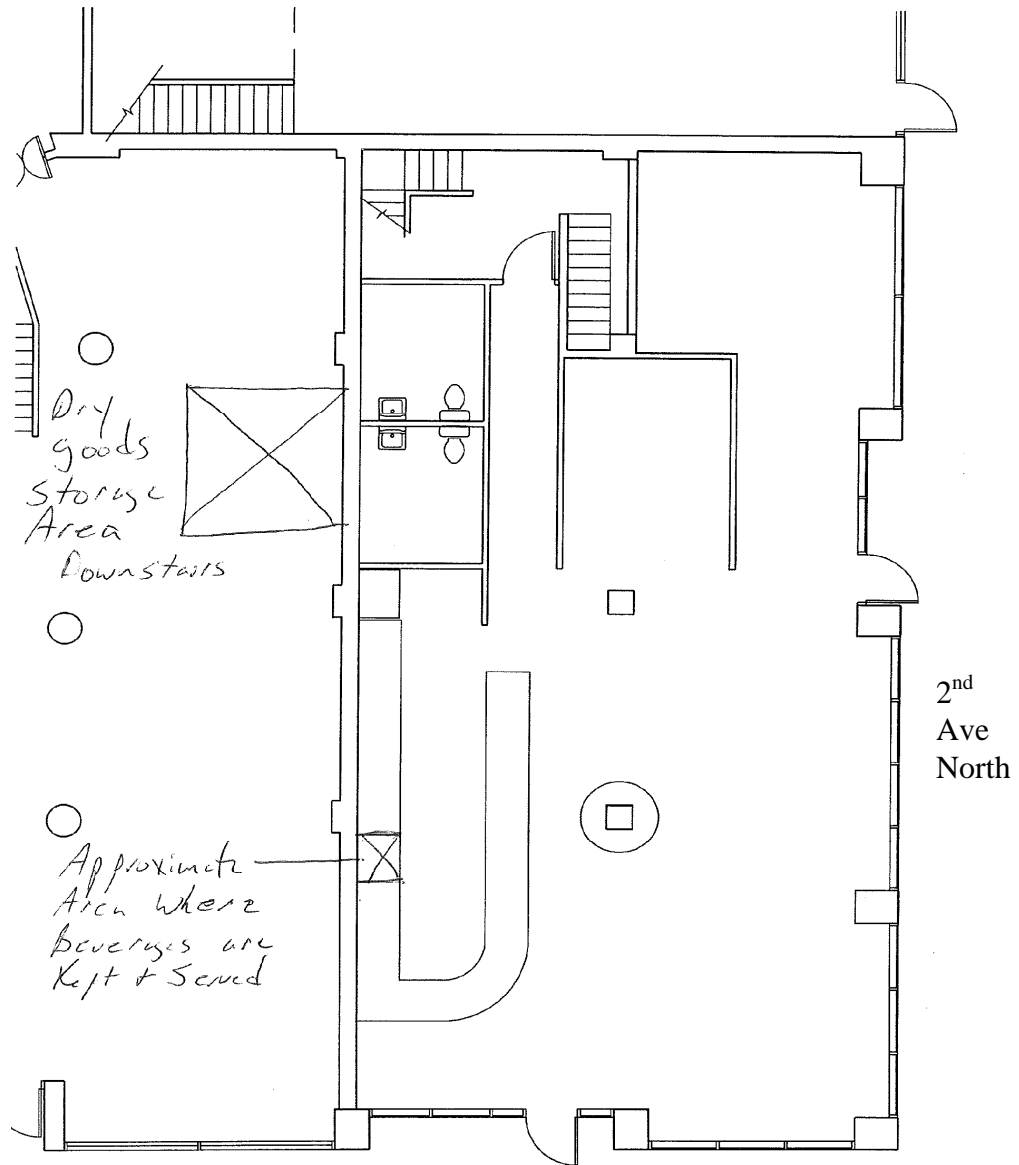 Dry
goods
Storage
Area
Downstairs
2nd
Ave
North
Approximate
Area where
beverages are
Kept + Served